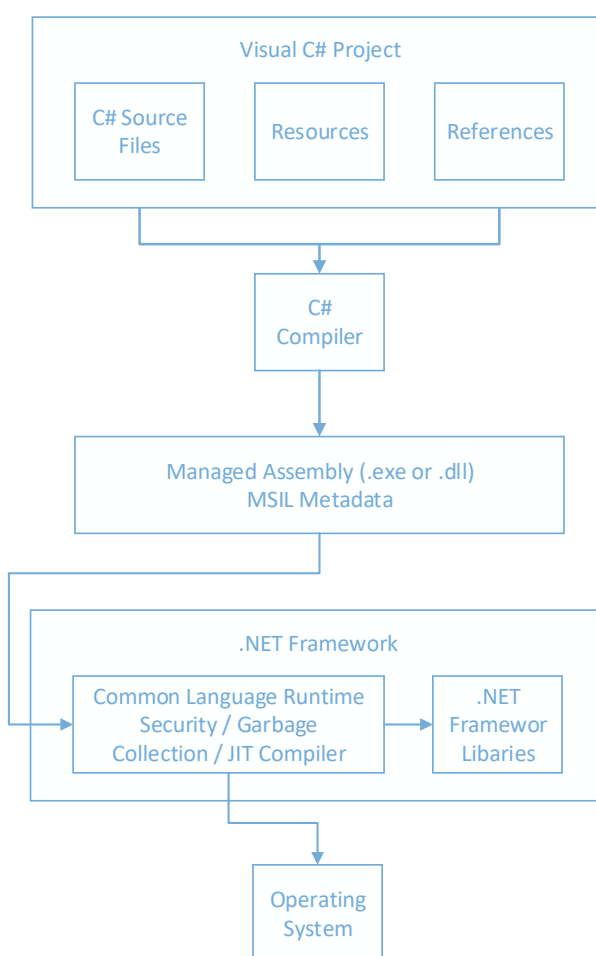 Visual C# Project
C# Source
Files
Resources
References
C#
Compiler
Managed Assembly (.exe or .dll)
MSIL Metadata
.NET Framework
Common Language Runtime
Security / Garbage
Collection / JIT Compiler
.NET
Framewor
Libaries
Operating
System